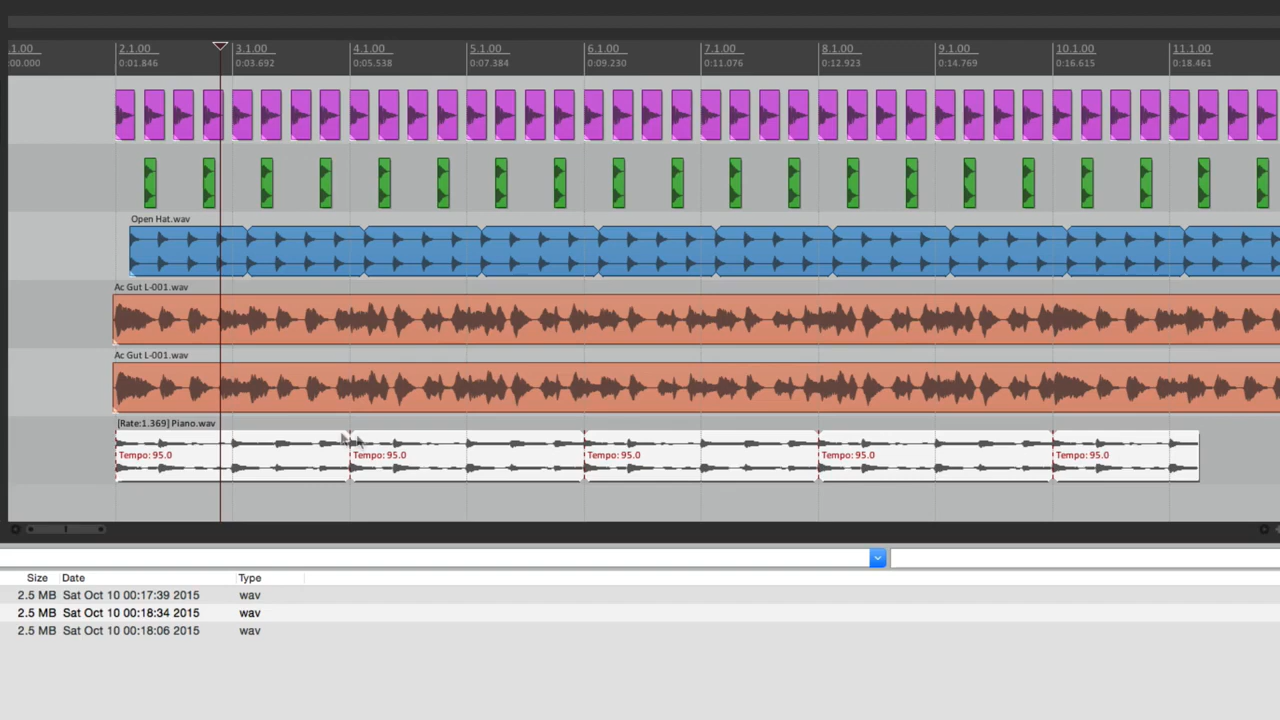 .1.00 2.1.00 3.1.00 4.1.00 5.1.00 6.1.00 7.1.00 8.1.00 9.1.00 10.1.00 11.1.00
:00.000 0:01.846 0:03.692 0:05.538 0:07.384 0:09.230 0:11.076 0:12.923 0:14.769 0:16.615 0:18.461
Open Hat.wav
Ac Gut L-001.wav
Ac Gut L-001.wav
[Rate:1.369] Piano.wav
Tempo: 95.0 Tempo: 95.0 Tempo: 95.0 Tempo: 95.0 Tempo: 95.0
Size Date Type
2.5 MB Sat Oct 10 00:17:39 2015 wav
2.5 MB Sat Oct 10 00:18:34 2015 wav
2.5 MB Sat Oct 10 00:18:06 2015 wav